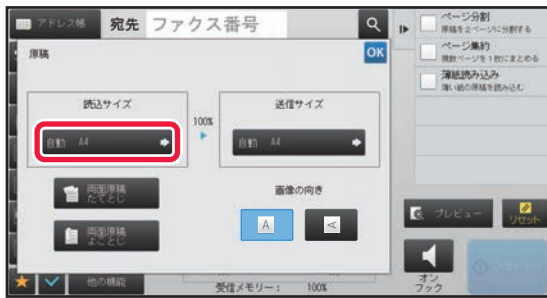 アドレス帳 宛先 ファクス番号
原稿
OK
読込サイズ
100%
送信サイズ
自動 A4
自動 A4
両面原稿
たてとじ
両面原稿
よことじ
画像の向き
A
A
他の機能
受信メモリー: 100%
ページ分割
原稿を2ページに分割する
ページ集約
複数ページを1枚にまとめる
薄紙読み込み
薄い紙の原稿を読み込む
プレビュー
リセット
オン
フック
スタート